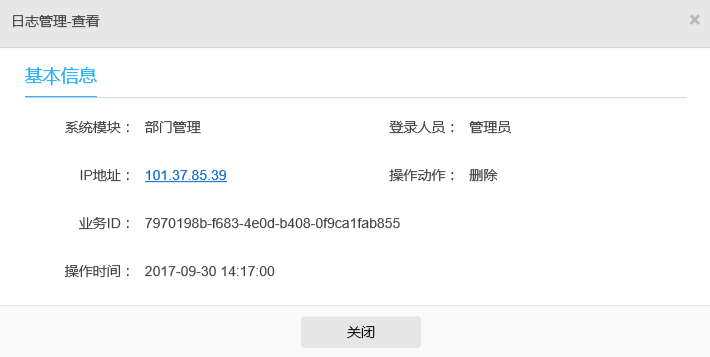 日志管理-查看
×
基本信息
系统模块： 部门管理 登录人员： 管理员
IP地址： 101.37.85.39 操作动作： 删除
业务ID： 7970198b-f683-4e0d-b408-0f9ca1fab855
操作时间： 2017-09-30 14:17:00
关闭